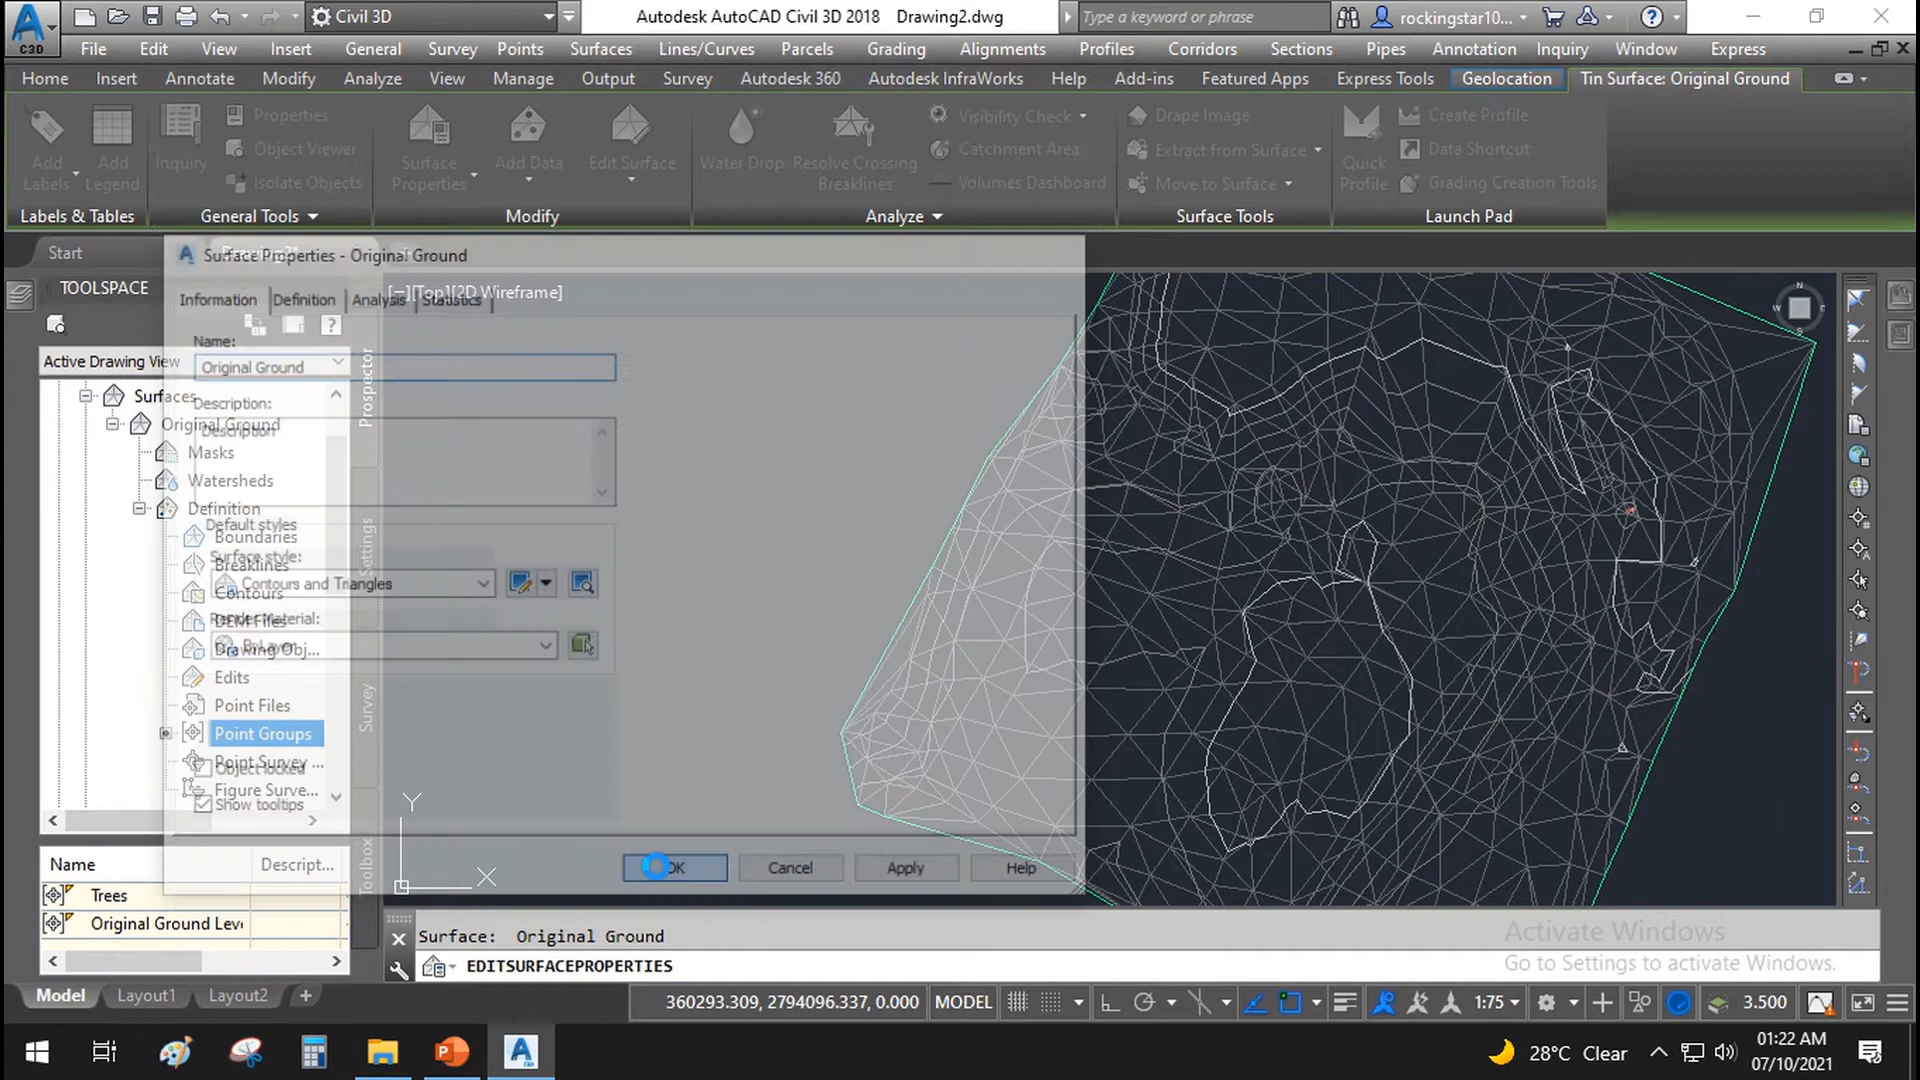 C3D
Civil 3D
Autodesk AutoCAD Civil 3D 2018 Drawing2.dwg
Type a keyword or phrase
rockingstar10...
File Edit View Insert General Survey Points Surfaces Lines/Curves Parcels Grading Alignments Profiles Corridors Sections Pipes Annotation Inquiry Window Express
Home Insert Annotate Modify Analyze View Manage Output Survey Autodesk 360 Autodesk InfraWorks Help Add-ins Featured Apps Express Tools Geolocation Tin Surface: Original Ground
Add Labels
Add Legend
Labels & Tables
Inquiry
Properties
Object Viewer
Isolate Objects
General Tools
Surface Properties
Add Data
Edit Surface
Modify
Water Drop
Resolve Crossing Breaklines
Visibility Check
Catchment Area
Volumes Dashboard
Analyze
Drape Image
Extract from Surface
Move to Surface
Surface Tools
Quick Profile
Create Profile
Data Shortcut
Grading Creation Tools
Launch Pad
Start
Surface Properties - Original Ground
TOOLSPACE
Information Definition Analysis Statistics
[−][Top][2D Wireframe]
Name:
Original Ground
Description:
Description
Default styles
Surface style:
Contours and Triangles
Render Material:
ByLayer
Object locked
Show tooltips
OK
Cancel
Apply
Help
Active Drawing View
Surfaces
Original Ground
Masks
Watersheds
Definition
Boundaries
Breaklines
Contours
DEM Files
Drawing Obj...
Edits
Point Files
Point Groups
Point Survey ...
Figure Surve...
Prospector
Settings
Survey
Toolbox
Name Descript...
Trees
Original Ground Leve
Y
X
N
W
S
Surface: Original Ground
EDITSURFACEPROPERTIES
Activate Windows
Go to Settings to activate Windows.
Model Layout1 Layout2 +
360293.309, 2794096.337, 0.000 MODEL
1:75
3.500
28°C Clear
01:22 AM
07/10/2021